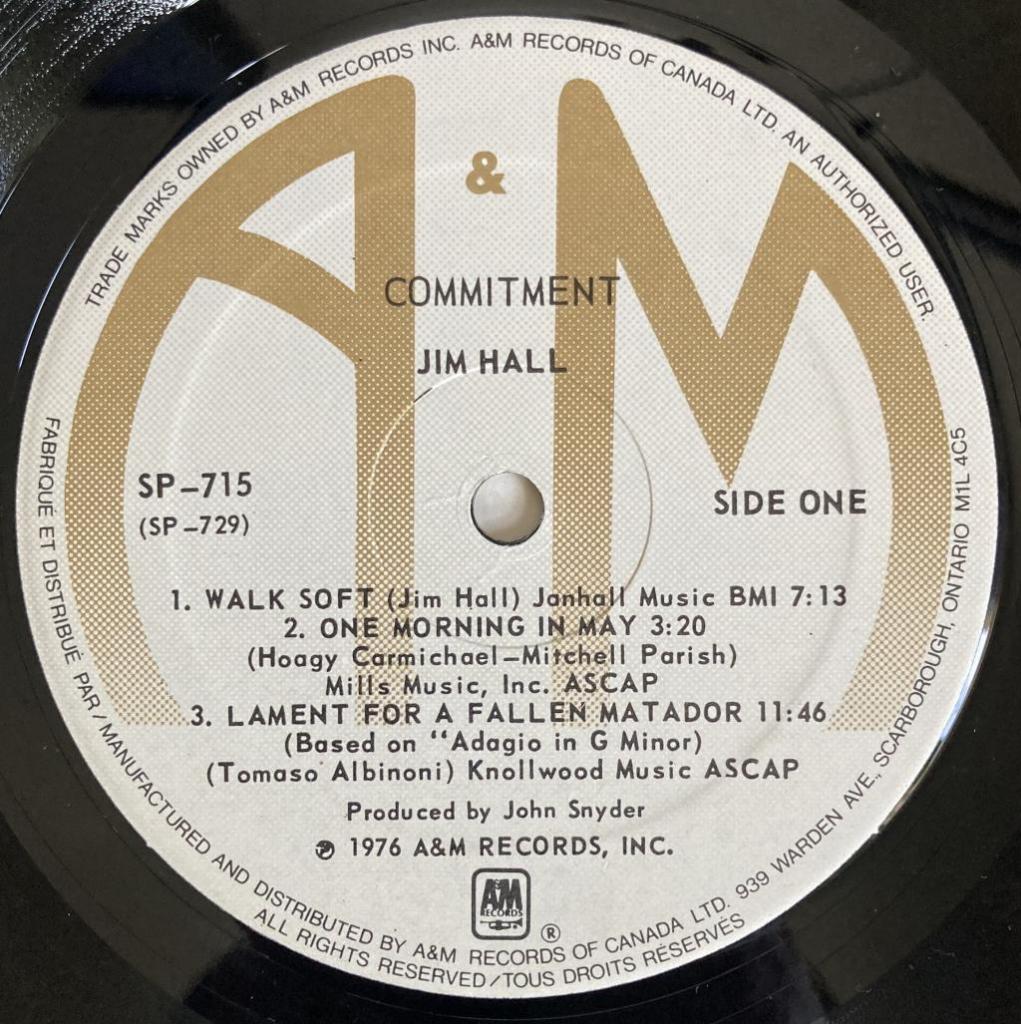 TRADE MARKS OWNED BY A&M RECORDS INC. A&M RECORDS OF CANADA LTD. AN AUTHORIZED USER.
A & M
COMMITMENT
JIM HALL
SP-715
(SP-729)
SIDE ONE
1. WALK SOFT (Jim Hall) Janhall Music BMI 7:13
2. ONE MORNING IN MAY 3:20
(Hoagy Carmichael-Mitchell Parish)
Mills Music, Inc. ASCAP
3. LAMENT FOR A FALLEN MATADOR 11:46
(Based on "Adagio in G Minor)
(Tomaso Albinoni) Knollwood Music ASCAP
Produced by John Snyder
℗ 1976 A&M RECORDS, INC.
A&M
RECORDS
®
FABRIQUÉ ET DISTRIBUÉ PAR/MANUFACTURED AND DISTRIBUTED BY A&M RECORDS OF CANADA LTD. 939 WARDEN AVE., SCARBOROUGH, ONTARIO M1L 4C5
ALL RIGHTS RESERVED/TOUS DROITS RÉSERVÉS